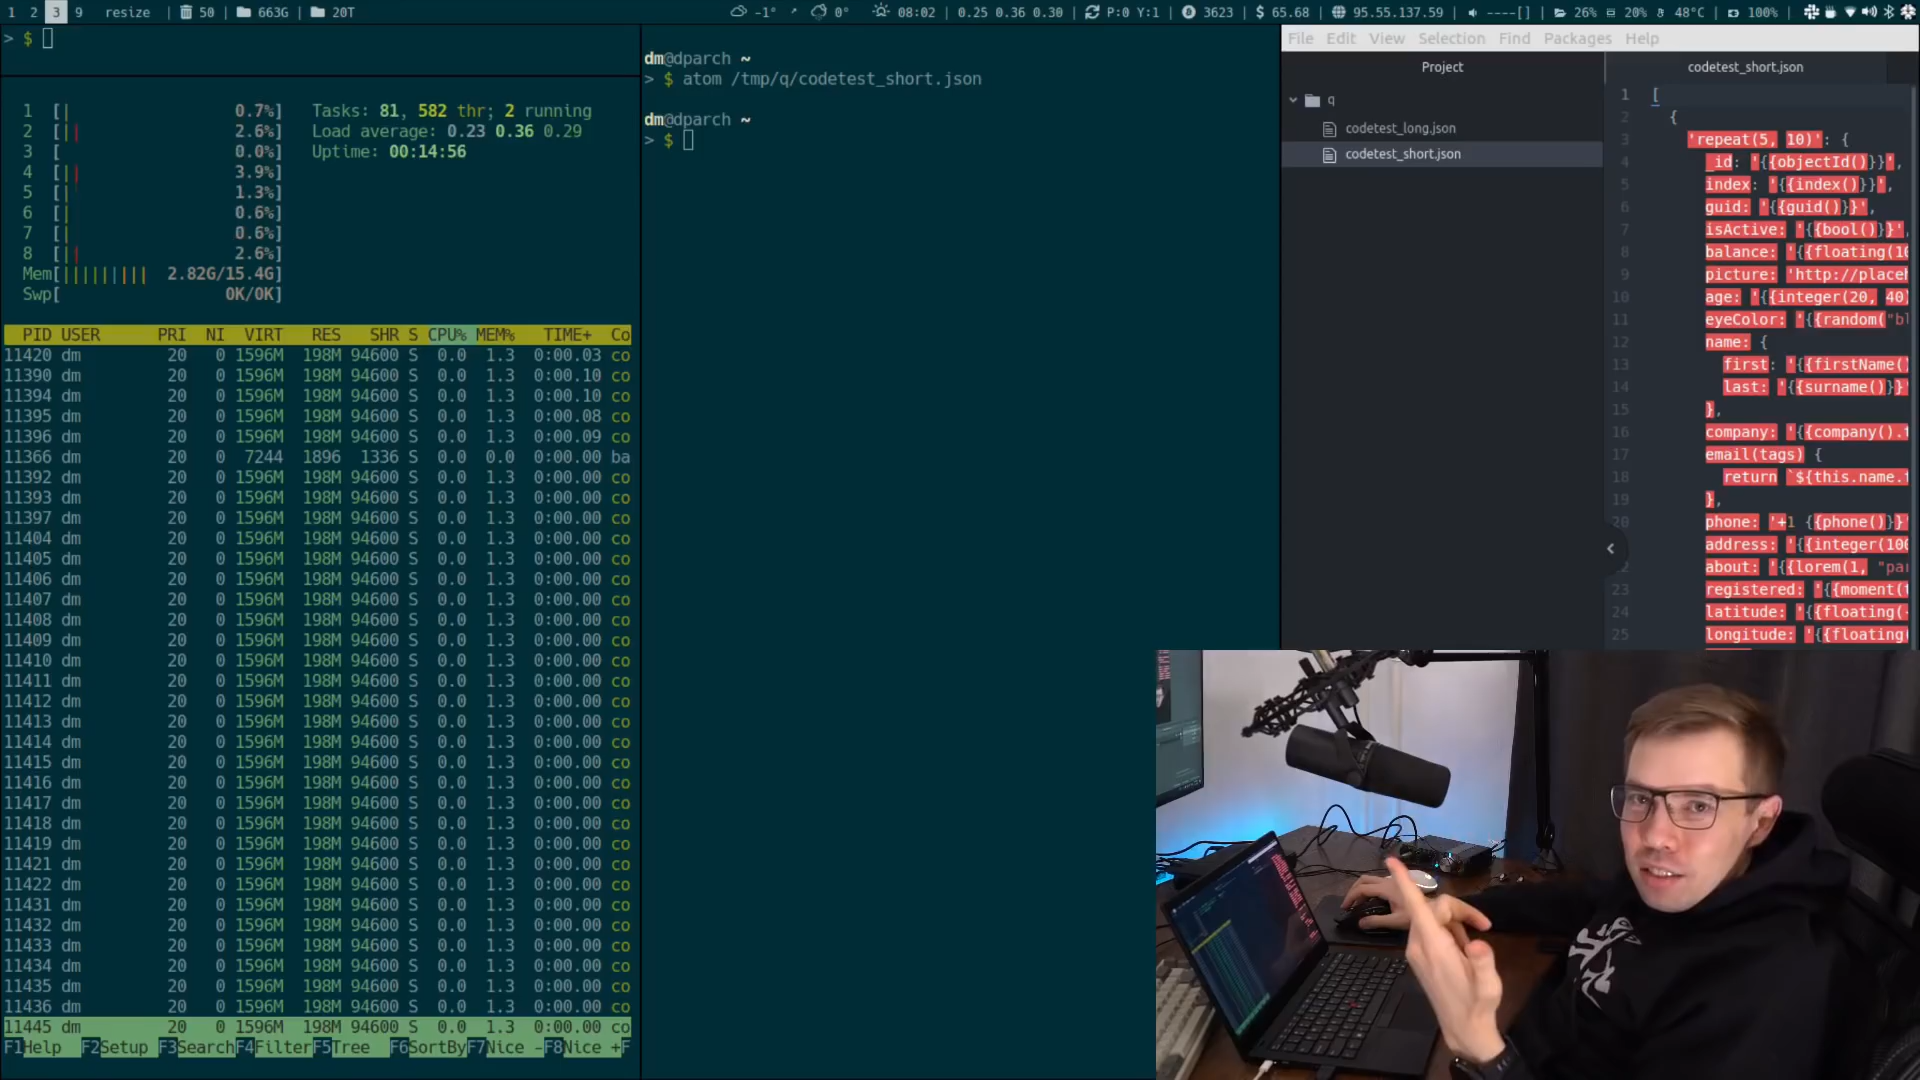 1 2 3 9 resize 50 663G 20T -1° 0° 08:02 0.25 0.36 0.30 P:0 Y:1 3623 $ 65.68 95.55.137.59 ----[] 26% 20% 48°C 100%
> $
1 [| 0.7%] Tasks: 81, 582 thr; 2 running
2 [|| 2.6%] Load average: 0.23 0.36 0.29
3 [ 0.0%] Uptime: 00:14:56
4 [|| 3.9%]
5 [| 1.3%]
6 [| 0.6%]
7 [| 0.6%]
8 [|| 2.6%]
Mem[||||||||| 2.82G/15.4G]
Swp[ 0K/0K]
PID USER PRI NI VIRT RES SHR S CPU% MEM% TIME+ Co
11420 dm 20 0 1596M 198M 94600 S 0.0 1.3 0:00.03 co
11390 dm 20 0 1596M 198M 94600 S 0.0 1.3 0:00.10 co
11394 dm 20 0 1596M 198M 94600 S 0.0 1.3 0:00.10 co
11395 dm 20 0 1596M 198M 94600 S 0.0 1.3 0:00.08 co
11396 dm 20 0 1596M 198M 94600 S 0.0 1.3 0:00.09 co
11366 dm 20 0 7244 1896 1336 S 0.0 0.0 0:00.00 ba
11392 dm 20 0 1596M 198M 94600 S 0.0 1.3 0:00.00 co
11393 dm 20 0 1596M 198M 94600 S 0.0 1.3 0:00.00 co
11397 dm 20 0 1596M 198M 94600 S 0.0 1.3 0:00.00 co
11404 dm 20 0 1596M 198M 94600 S 0.0 1.3 0:00.00 co
11405 dm 20 0 1596M 198M 94600 S 0.0 1.3 0:00.00 co
11406 dm 20 0 1596M 198M 94600 S 0.0 1.3 0:00.00 co
11407 dm 20 0 1596M 198M 94600 S 0.0 1.3 0:00.00 co
11408 dm 20 0 1596M 198M 94600 S 0.0 1.3 0:00.00 co
11409 dm 20 0 1596M 198M 94600 S 0.0 1.3 0:00.00 co
11410 dm 20 0 1596M 198M 94600 S 0.0 1.3 0:00.00 co
11411 dm 20 0 1596M 198M 94600 S 0.0 1.3 0:00.00 co
11412 dm 20 0 1596M 198M 94600 S 0.0 1.3 0:00.00 co
11413 dm 20 0 1596M 198M 94600 S 0.0 1.3 0:00.00 co
11414 dm 20 0 1596M 198M 94600 S 0.0 1.3 0:00.00 co
11415 dm 20 0 1596M 198M 94600 S 0.0 1.3 0:00.00 co
11416 dm 20 0 1596M 198M 94600 S 0.0 1.3 0:00.00 co
11417 dm 20 0 1596M 198M 94600 S 0.0 1.3 0:00.00 co
11418 dm 20 0 1596M 198M 94600 S 0.0 1.3 0:00.00 co
11419 dm 20 0 1596M 198M 94600 S 0.0 1.3 0:00.00 co
11421 dm 20 0 1596M 198M 94600 S 0.0 1.3 0:00.00 co
11422 dm 20 0 1596M 198M 94600 S 0.0 1.3 0:00.00 co
11431 dm 20 0 1596M 198M 94600 S 0.0 1.3 0:00.00 co
11432 dm 20 0 1596M 198M 94600 S 0.0 1.3 0:00.00 co
11433 dm 20 0 1596M 198M 94600 S 0.0 1.3 0:00.00 co
11434 dm 20 0 1596M 198M 94600 S 0.0 1.3 0:00.00 co
11435 dm 20 0 1596M 198M 94600 S 0.0 1.3 0:00.00 co
11436 dm 20 0 1596M 198M 94600 S 0.0 1.3 0:00.00 co
11445 dm 20 0 1596M 198M 94600 S 0.0 1.3 0:00.00 co
F1Help F2Setup F3SearchF4FilterF5Tree F6SortByF7Nice -F8Nice +F
dm@dparch ~
> $ atom /tmp/q/codetest_short.json
dm@dparch ~
> $
File Edit View Selection Find Packages Help
Project
q
codetest_long.json
codetest_short.json
codetest_short.json
1 [
2 {
3 'repeat(5, 10)': {
4 _id: '{{objectId()}}',
5 index: '{{index()}}',
6 guid: '{{guid()}}',
7 isActive: '{{bool()}}',
8 balance: '{{floating(10
9 picture: 'http://placeh
10 age: '{{integer(20, 40)
11 eyeColor: '{{random("bl
12 name: {
13 first: '{{firstName()
14 last: '{{surname()}}'
15 },
16 company: '{{company().t
17 email(tags) {
18 return `${this.name.f
19 },
20 phone: '+1 {{phone()}}'
address: '{{integer(100
2 about: '{{lorem(1, "par
23 registered: '{{moment(t
24 latitude: '{{floating(-
25 longitude: '{{floating(